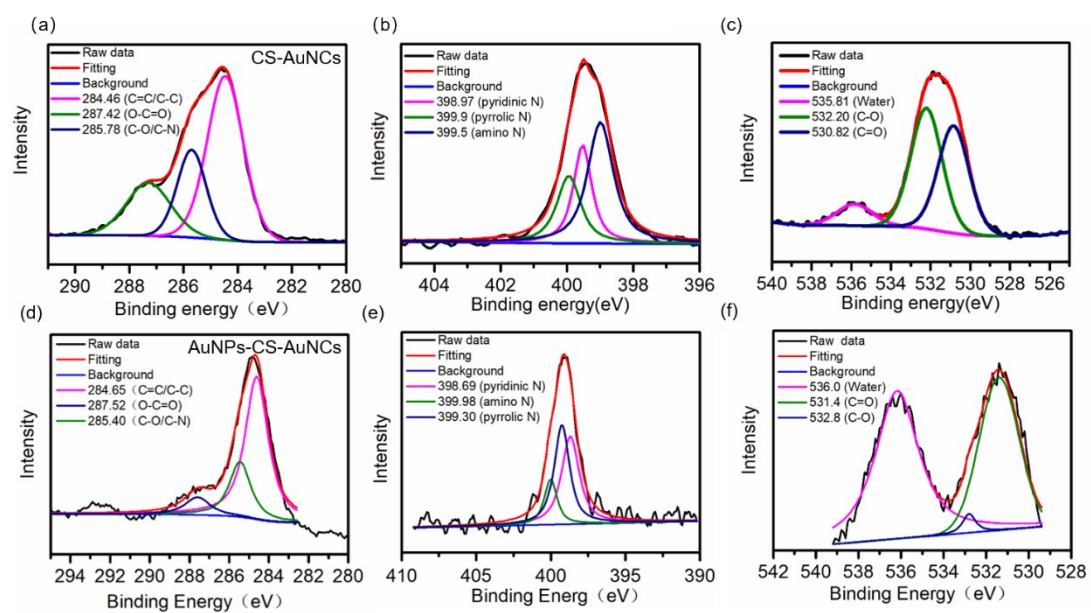 (a)
CS-AuNCs
Raw data
Fitting
Background
284.46 (C=C/C-C)
287.42 (O-C=O)
285.78 (C-O/C-N)
Intensity
290 288 286 284 282 280
Binding energy（eV）
(b)
Raw data
Fitting
Background
398.97 (pyridinic N)
399.9 (pyrrolic N)
399.5 (amino N)
Intensity
404 402 400 398 396
Binding energy(eV)
(c)
Raw data
Fitting
Background
535.81 (Water)
532.20 (C-O)
530.82 (C=O)
Intensity
540 538 536 534 532 530 528 526
Binding energy(eV)
(d)
AuNPs-CS-AuNCs
Raw data
Fitting
Background
284.65（C=C/C-C)
287.52（O-C=O)
285.40（C-O/C-N)
Intensity
295 290 285 280
Binding Energy（eV）
(e)
Raw data
Fitting
Background
398.69 (pyridinic N)
399.98 (amino N)
399.30 (pyrrolic N)
Intensity
410 405 400 395 390
Binding Energ（eV）
(f)
Raw data
Fitting
Background
536.0 (Water)
531.4 (C=O)
532.8 (C-O)
Intensity
542 540 538 536 534 532 530 528
Binding Energy（eV）